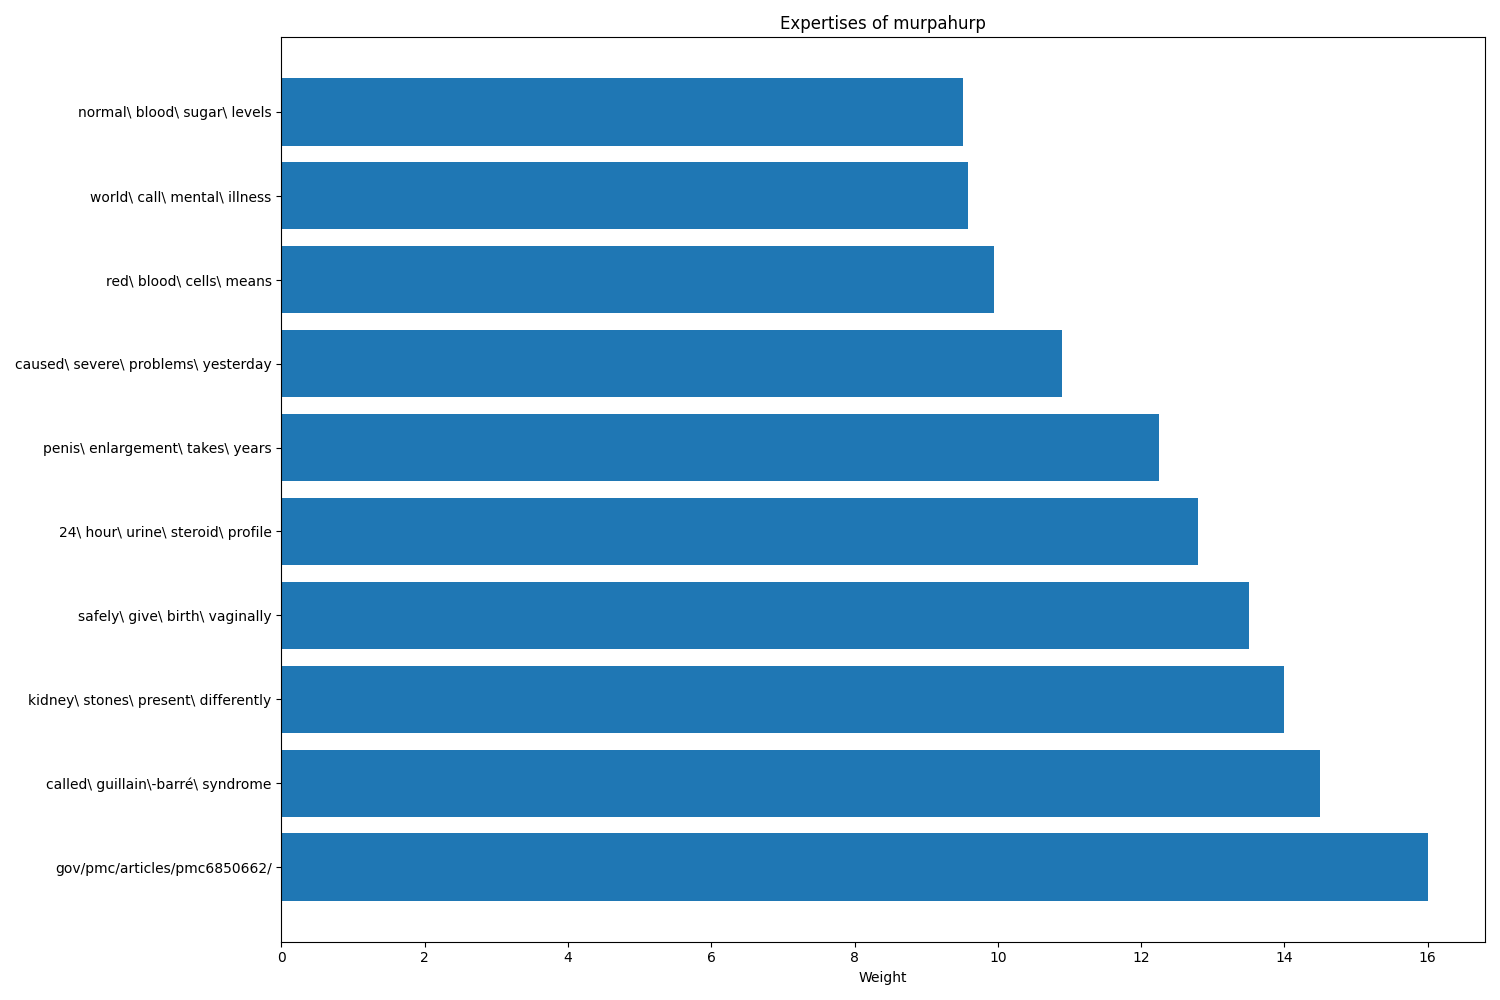 Expertises of murpahurp
normal\ blood\ sugar\ levels
world\ call\ mental\ illness
red\ blood\ cells\ means
caused\ severe\ problems\ yesterday
penis\ enlargement\ takes\ years
24\ hour\ urine\ steroid\ profile
safely\ give\ birth\ vaginally
kidney\ stones\ present\ differently
called\ guillain\-barré\ syndrome
gov/pmc/articles/pmc6850662/
0 2 4 6 8 10 12 14 16
Weight